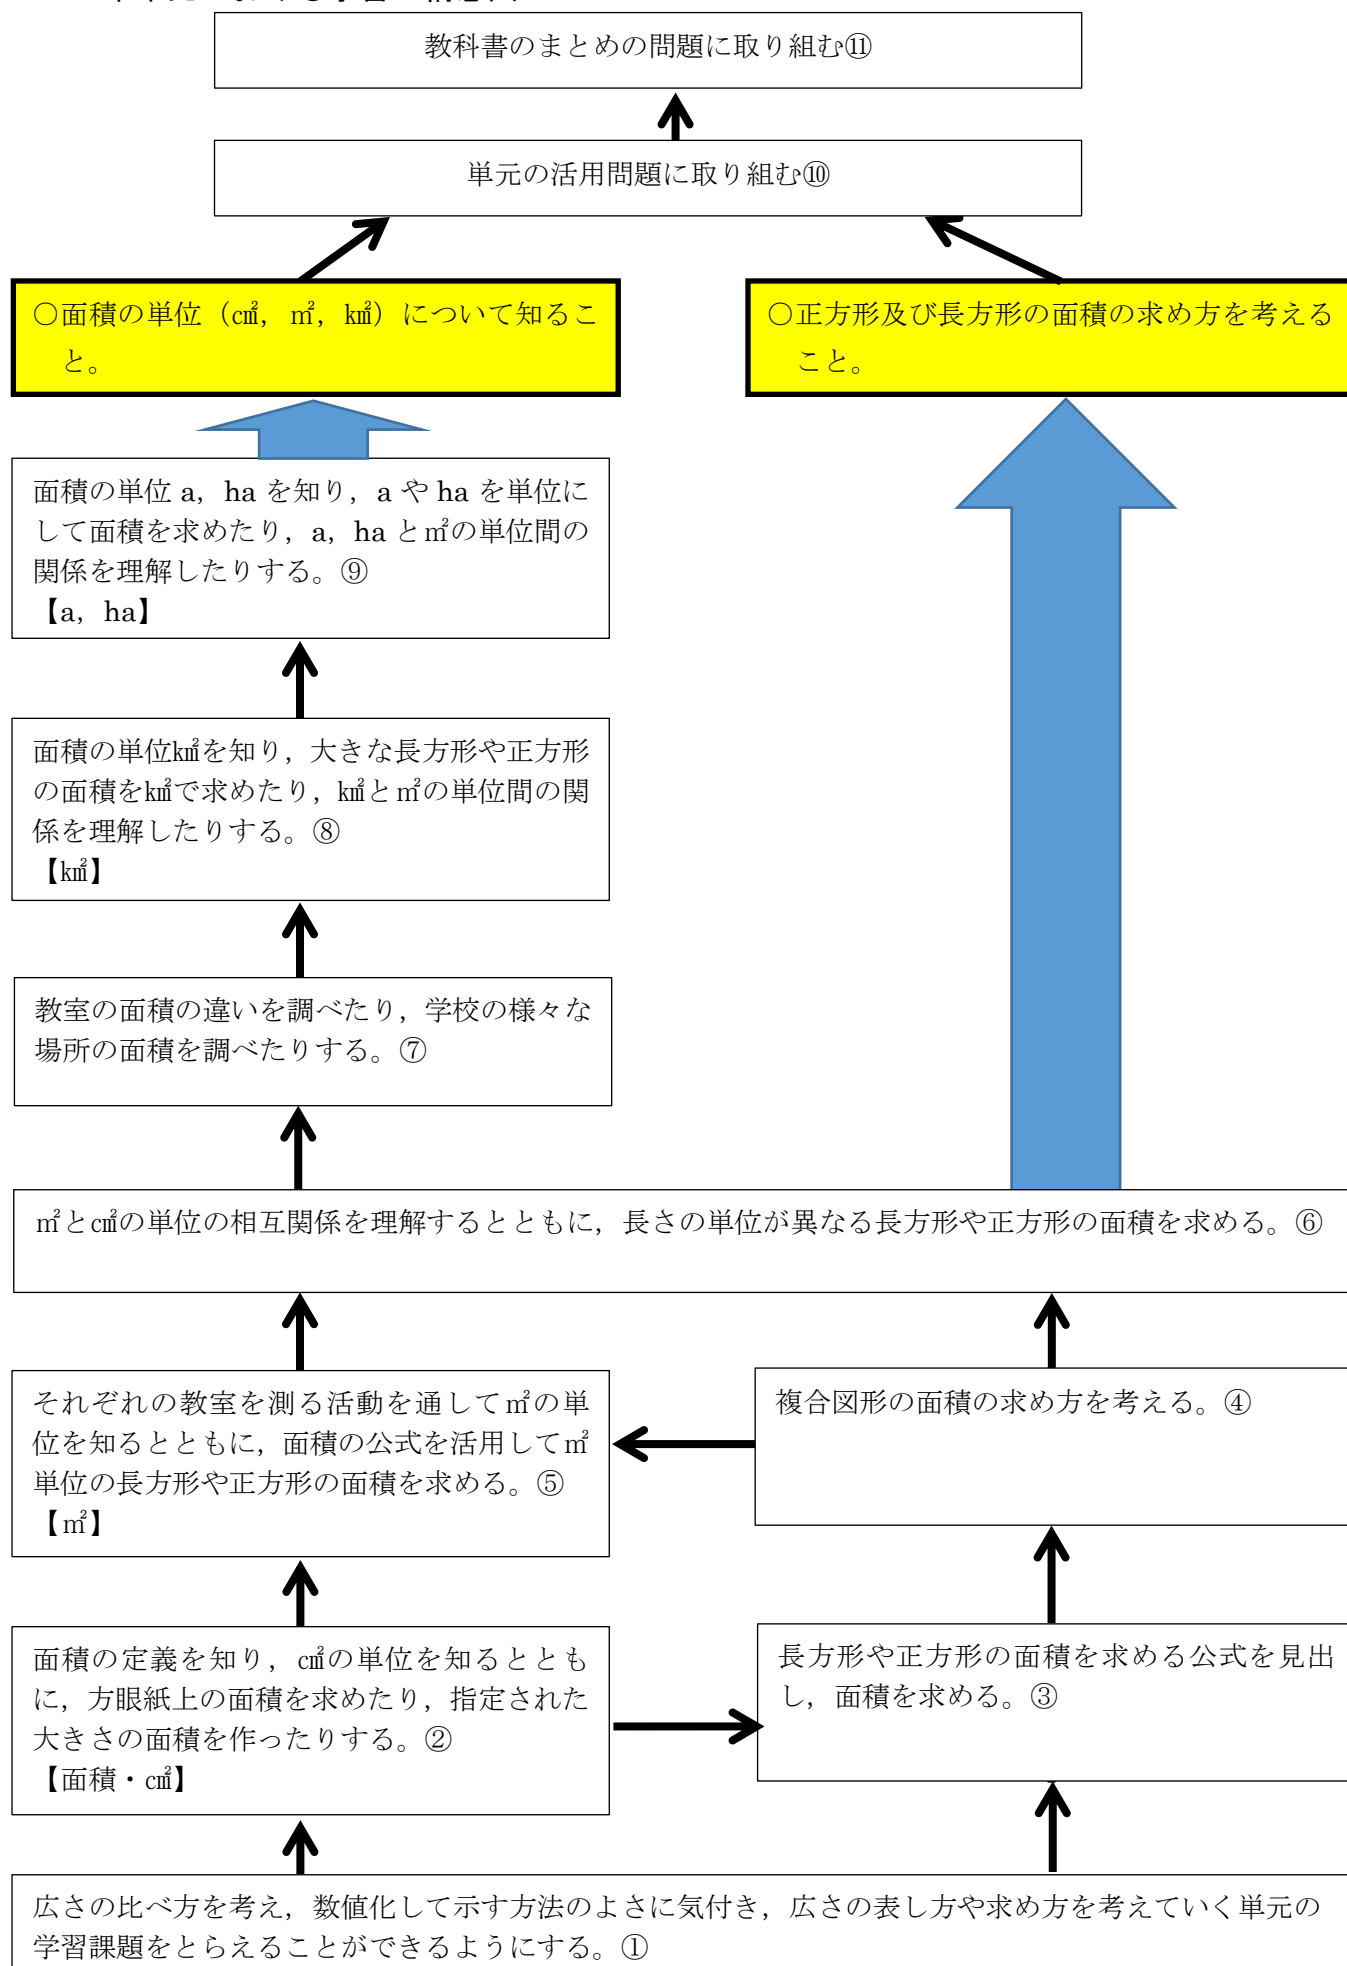 教科書のまとめの問題に取り組む⑪
単元の活用問題に取り組む⑩
○面積の単位（㎠，㎡，㎢）について知るこ
と。
○正方形及び長方形の面積の求め方を考える
こと。
面積の単位 a，ha を知り，a や ha を単位に
して面積を求めたり，a，ha と㎡の単位間の
関係を理解したりする。⑨
【a，ha】
面積の単位㎢を知り，大きな長方形や正方形
の面積を㎢で求めたり，㎢と㎡の単位間の関
係を理解したりする。⑧
【㎢】
教室の面積の違いを調べたり，学校の様々な
場所の面積を調べたりする。⑦
㎡と㎠の単位の相互関係を理解するとともに，長さの単位が異なる長方形や正方形の面積を求める。⑥
それぞれの教室を測る活動を通して㎡の単
位を知るとともに，面積の公式を活用して㎡
単位の長方形や正方形の面積を求める。⑤
【㎡】
複合図形の面積の求め方を考える。④
面積の定義を知り，㎠の単位を知るととも
に，方眼紙上の面積を求めたり，指定された
大きさの面積を作ったりする。②
【面積・㎠】
長方形や正方形の面積を求める公式を見出
し，面積を求める。③
広さの比べ方を考え，数値化して示す方法のよさに気付き，広さの表し方や求め方を考えていく単元の
学習課題をとらえることができるようにする。①